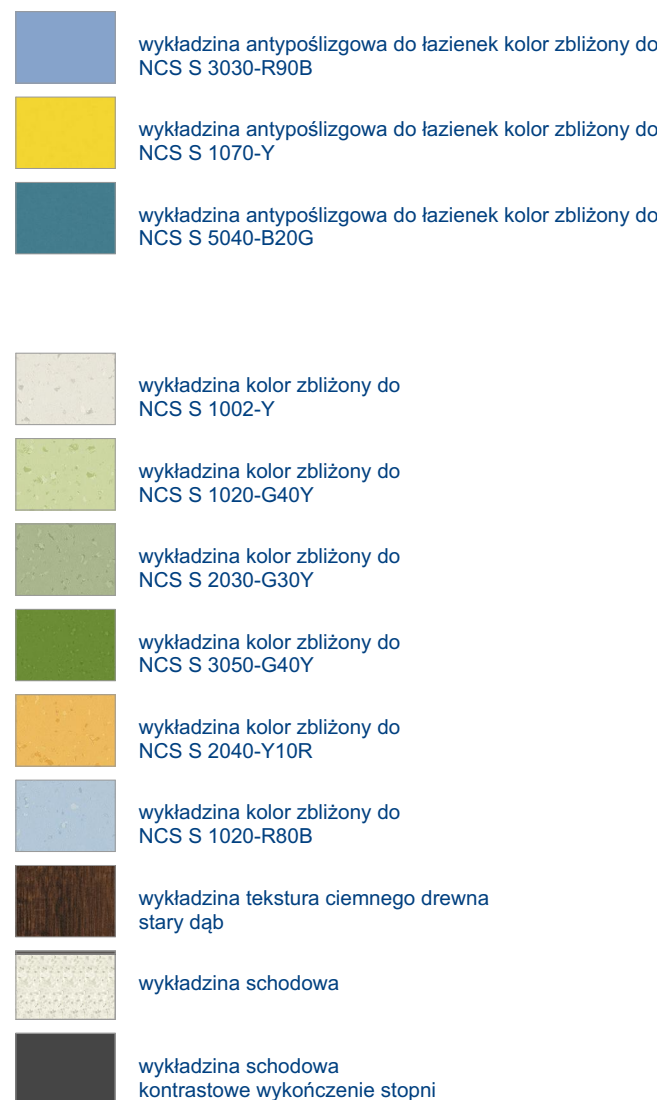 wykładzina antypoślizgowa do łazienek kolor zbliżony do
NCS S 3030-R90B
wykładzina antypoślizgowa do łazienek kolor zbliżony do
NCS S 1070-Y
wykładzina antypoślizgowa do łazienek kolor zbliżony do
NCS S 5040-B20G
wykładzina kolor zbliżony do
NCS S 1002-Y
wykładzina kolor zbliżony do
NCS S 1020-G40Y
wykładzina kolor zbliżony do
NCS S 2030-G30Y
wykładzina kolor zbliżony do
NCS S 3050-G40Y
wykładzina kolor zbliżony do
NCS S 2040-Y10R
wykładzina kolor zbliżony do
NCS S 1020-R80B
wykładzina tekstura ciemnego drewna
stary dąb
wykładzina schodowa
wykładzina schodowa
kontrastowe wykończenie stopni